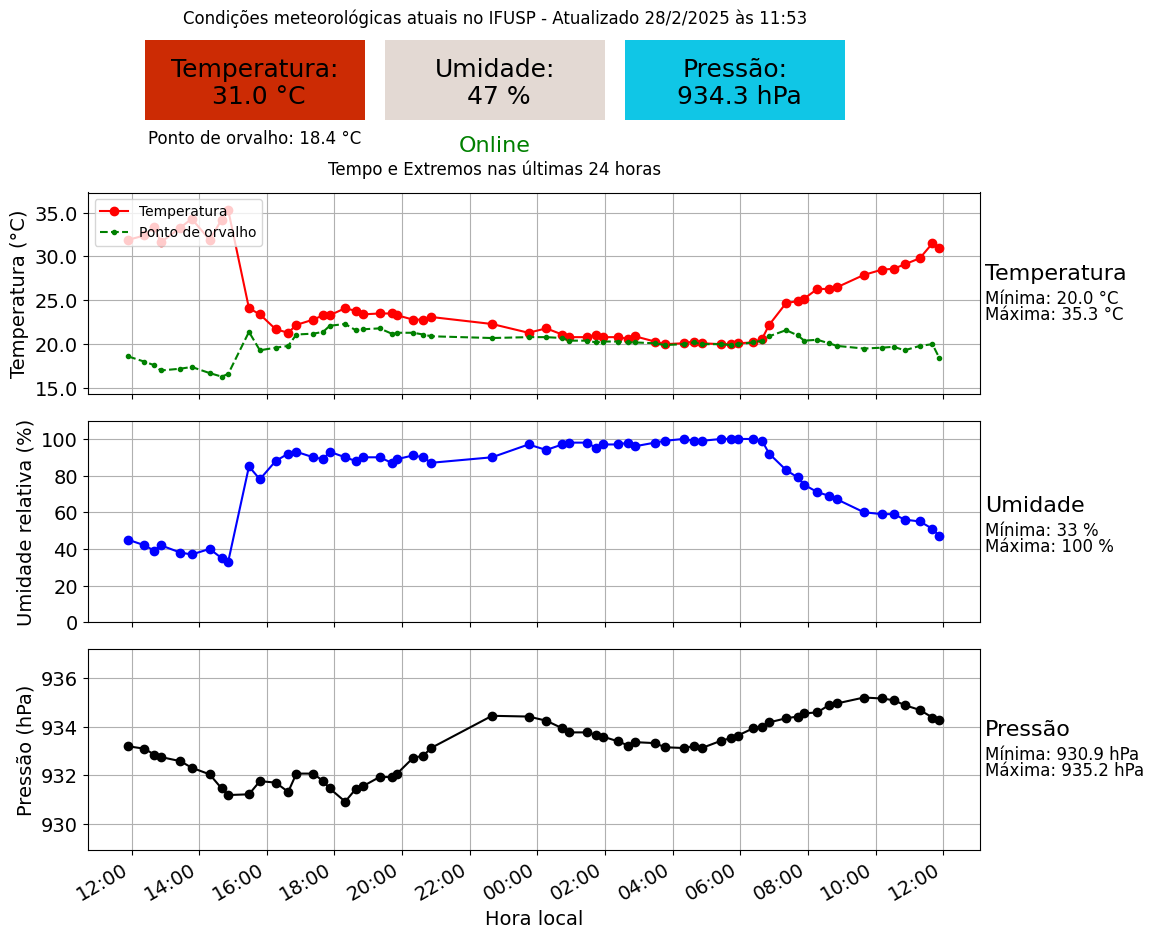 Condições meteorológicas atuais no IFUSP - Atualizado 28/2/2025 às 11:53
Temperatura:
31.0 °C
Umidade:
47 %
Pressão:
934.3 hPa
Ponto de orvalho: 18.4 °C
Online
Tempo e Extremos nas últimas 24 horas
Temperatura (°C)
35.0
30.0
25.0
20.0
15.0
Temperatura
Ponto de orvalho
Temperatura
Mínima: 20.0 °C
Máxima: 35.3 °C
Umidade relativa (%)
100
80
60
40
20
0
Umidade
Mínima: 33 %
Máxima: 100 %
Pressão (hPa)
936
934
932
930
Pressão
Mínima: 930.9 hPa
Máxima: 935.2 hPa
12:00
14:00
16:00
18:00
20:00
22:00
00:00
02:00
04:00
06:00
08:00
10:00
12:00
Hora local